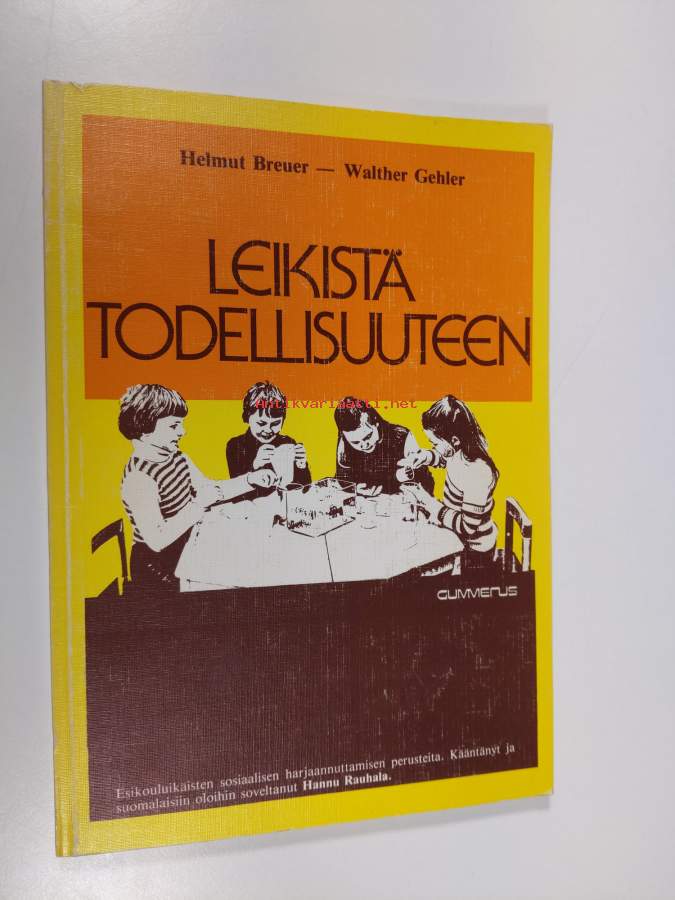 Helmut Breuer — Walther Gehler
LEIKISTÄ
TODELLISUUTEEN
Antikvariaatti.net
GUMMERUS
Esikouluikaisten sosiaalisen harjaannuttamisen perusteita. Kääntänyt ja
suomalaisiin oloihin soveltanut Hannu Rauhala.